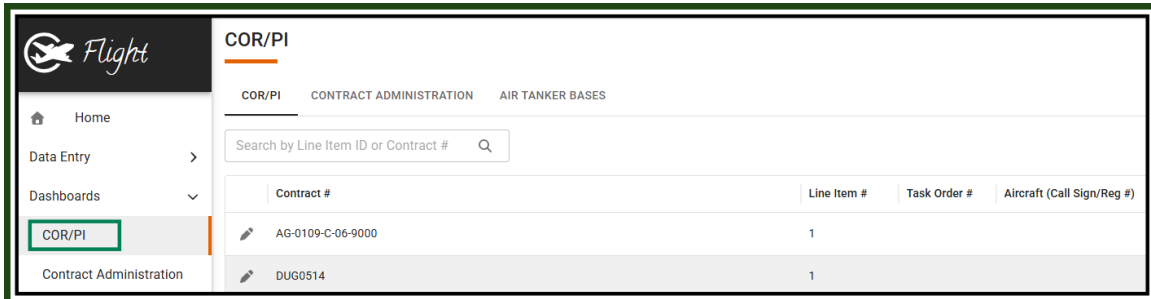 Flight
COR/PI
COR/PI CONTRACT ADMINISTRATION AIR TANKER BASES
Home
Search by Line Item ID or Contract #
Data Entry
Dashboards
Contract # Line Item # Task Order # Aircraft (Call Sign/Reg #)
COR/PI
AG-0109-C-06-9000 1
Contract Administration
DUG0514 1